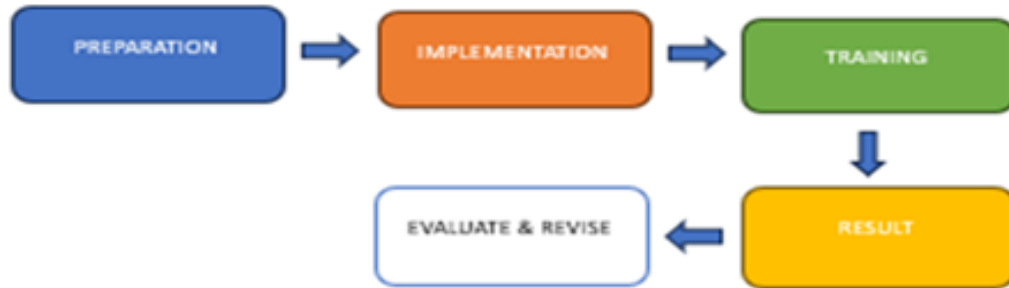 PREPARATION
IMPLEMENTATION
TRAINING
RESULT
EVALUATE & REVISE